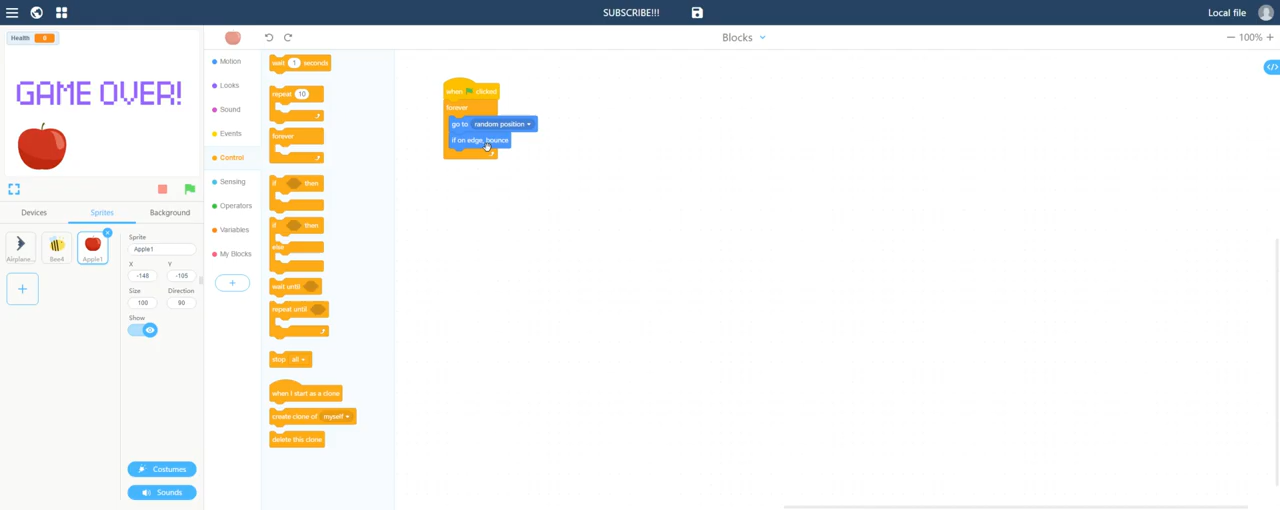 SUBSCRIBE!!!
Local file
Blocks
100%
Health
GAME OVER!
Devices
Sprites
Background
Airplane...
Bee4
Apple1
Sprite
Apple1
X
Y
-148
-105
Size
Direction
100
90
Show
Costumes
Sounds
Motion
Looks
Sound
Events
Control
Sensing
Operators
Variables
My Blocks
wait 1 seconds
repeat 10
forever
if then
if then
else
wait until
repeat until
stop all
when I start as a clone
create clone of myself
delete this clone
when clicked
forever
go to random position
if on edge, bounce